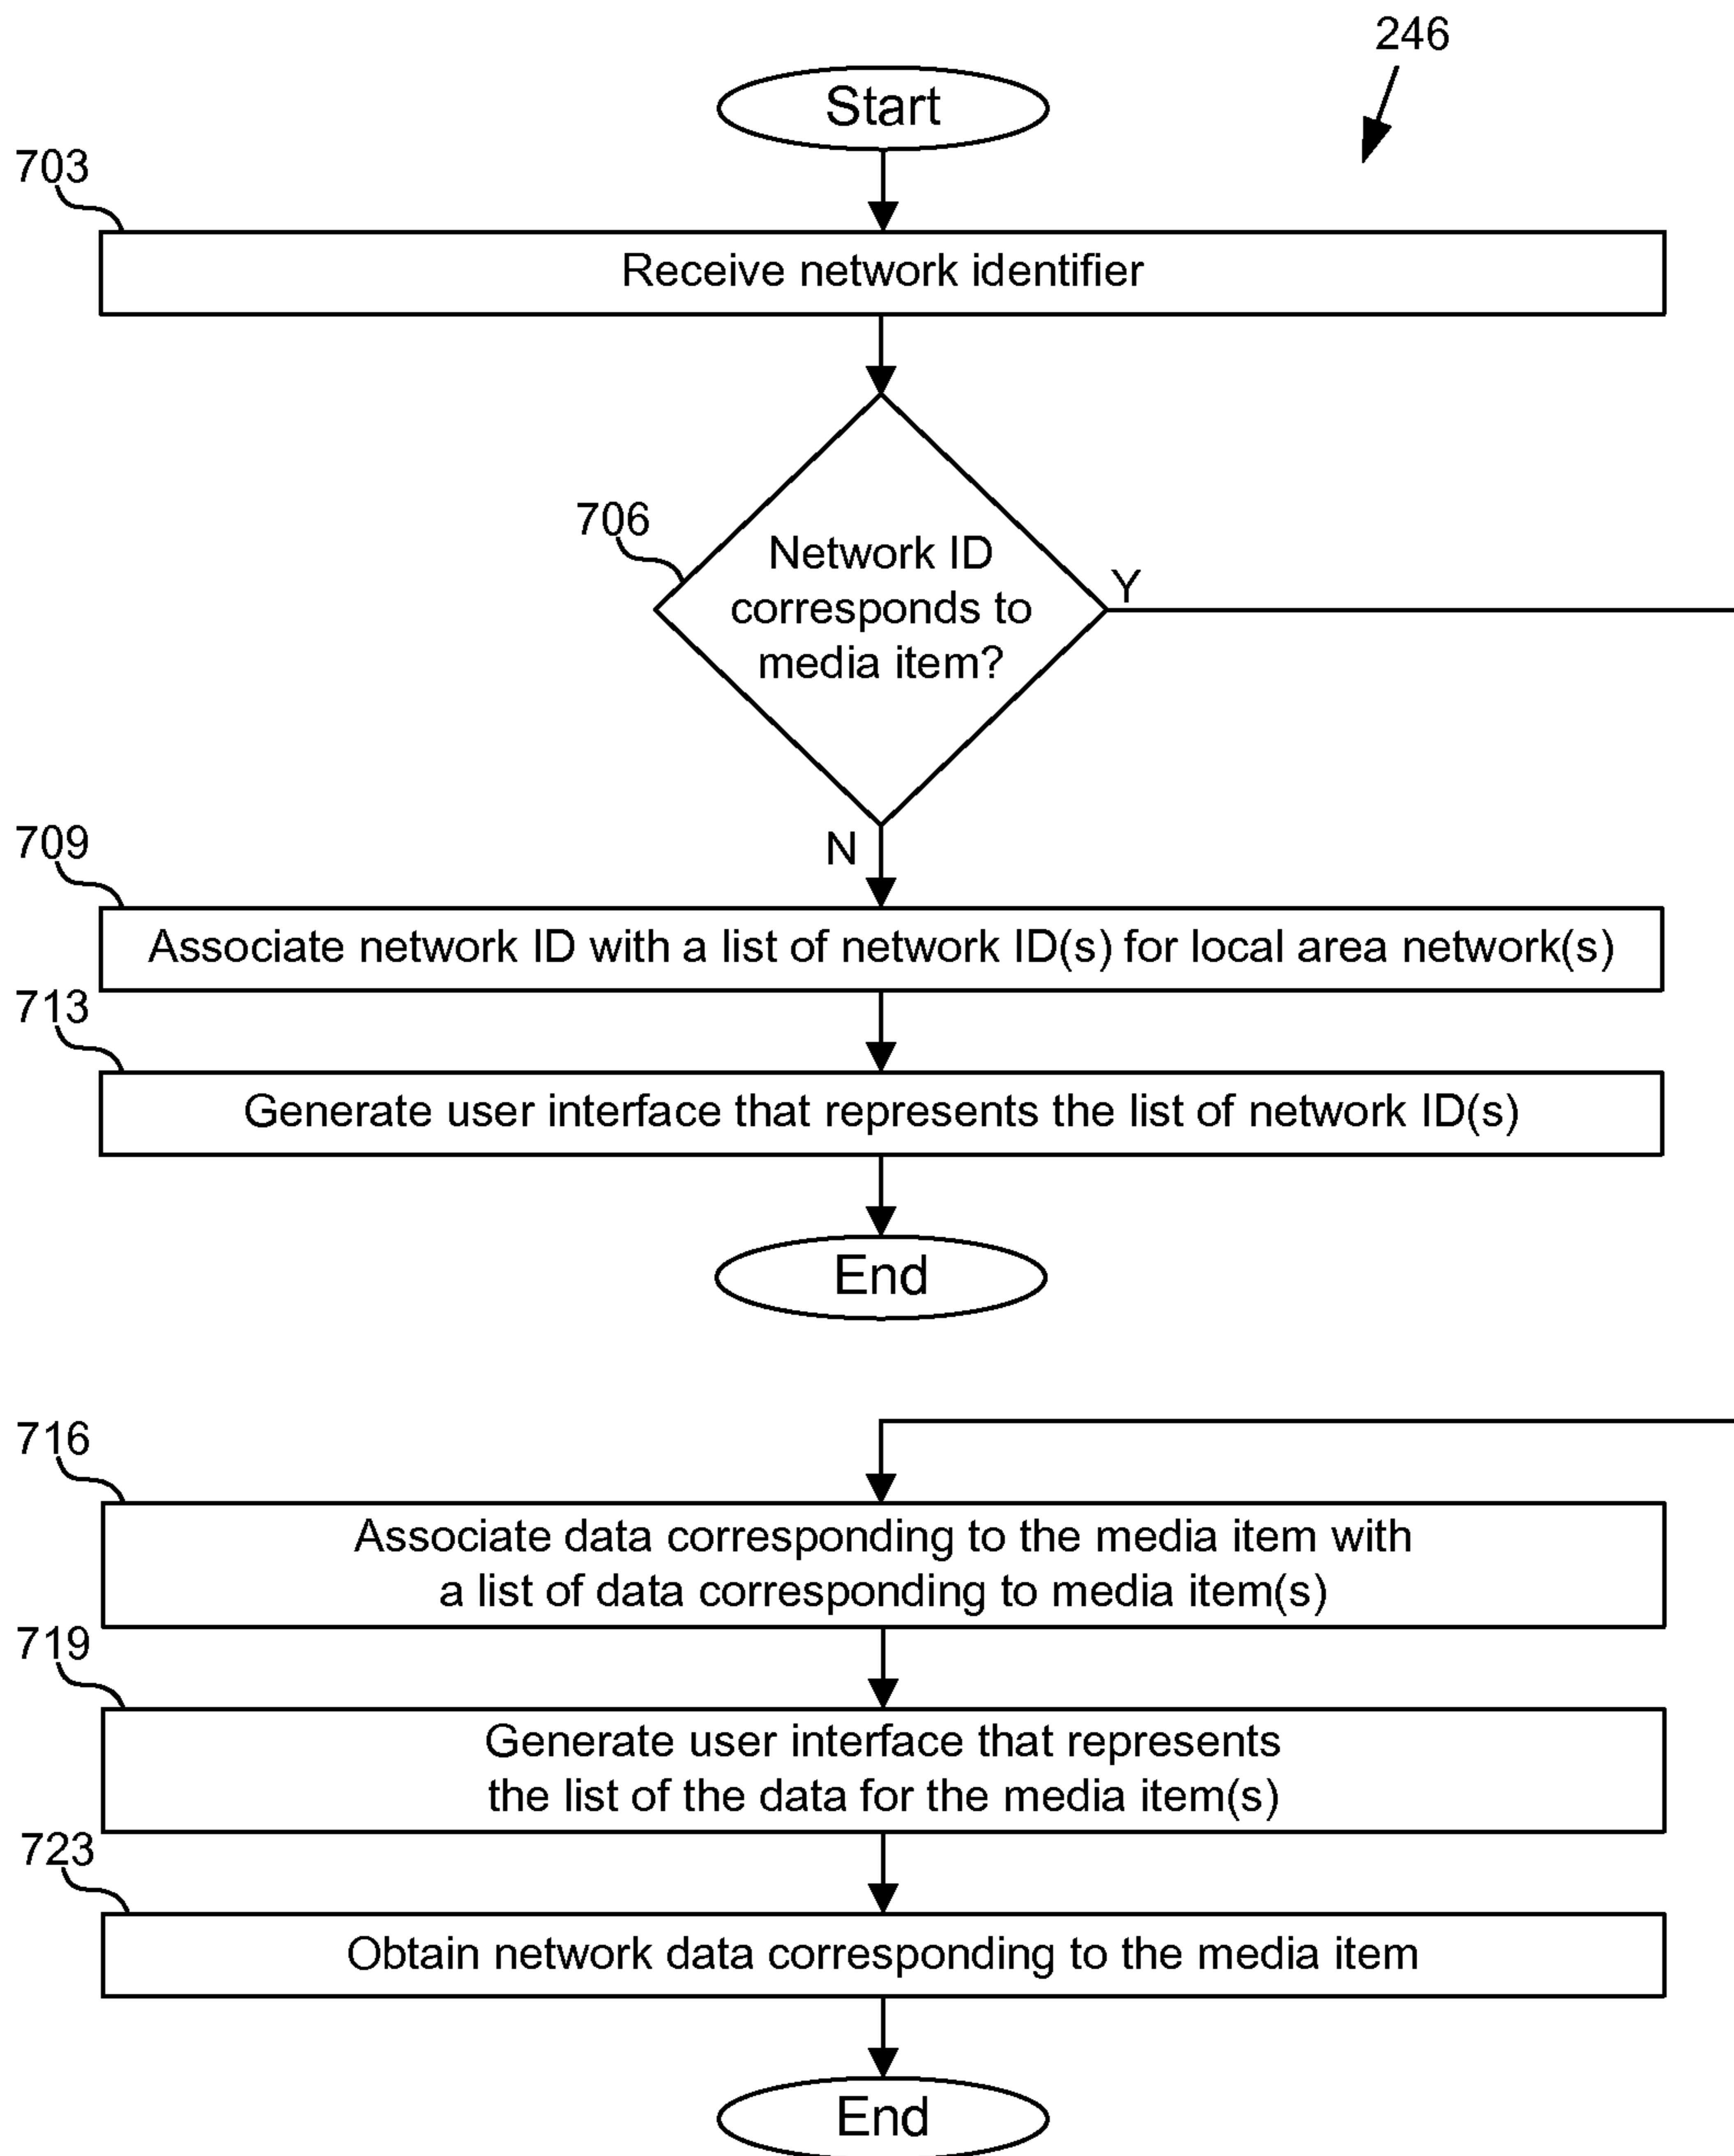 246
Start
703
Receive network identifier
706
Network ID
corresponds to
media item?
Y
N
709
Associate network ID with a list of network ID(s) for local area network(s)
713
Generate user interface that represents the list of network ID(s)
End
716
Associate data corresponding to the media item with
a list of data corresponding to media item(s)
719
Generate user interface that represents
the list of the data for the media item(s)
723
Obtain network data corresponding to the media item
End